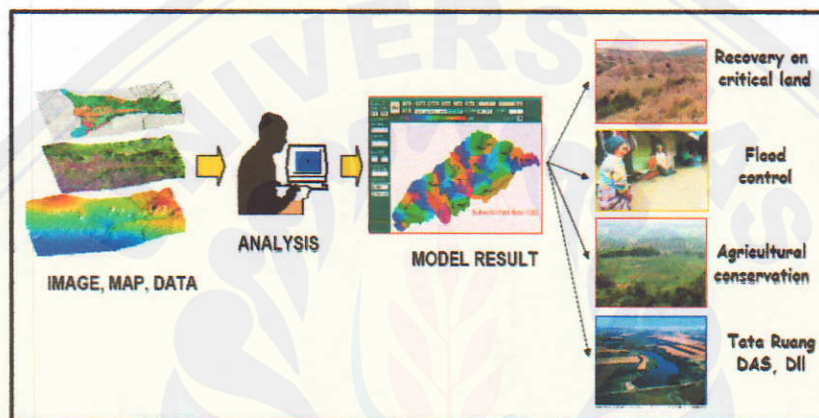 IMAGE, MAP, DATA
ANALYSIS
MODEL RESULT
Recovery on
critical land
Flood
control
Agricultural
conservation
Tata Ruang
DAS, Dll